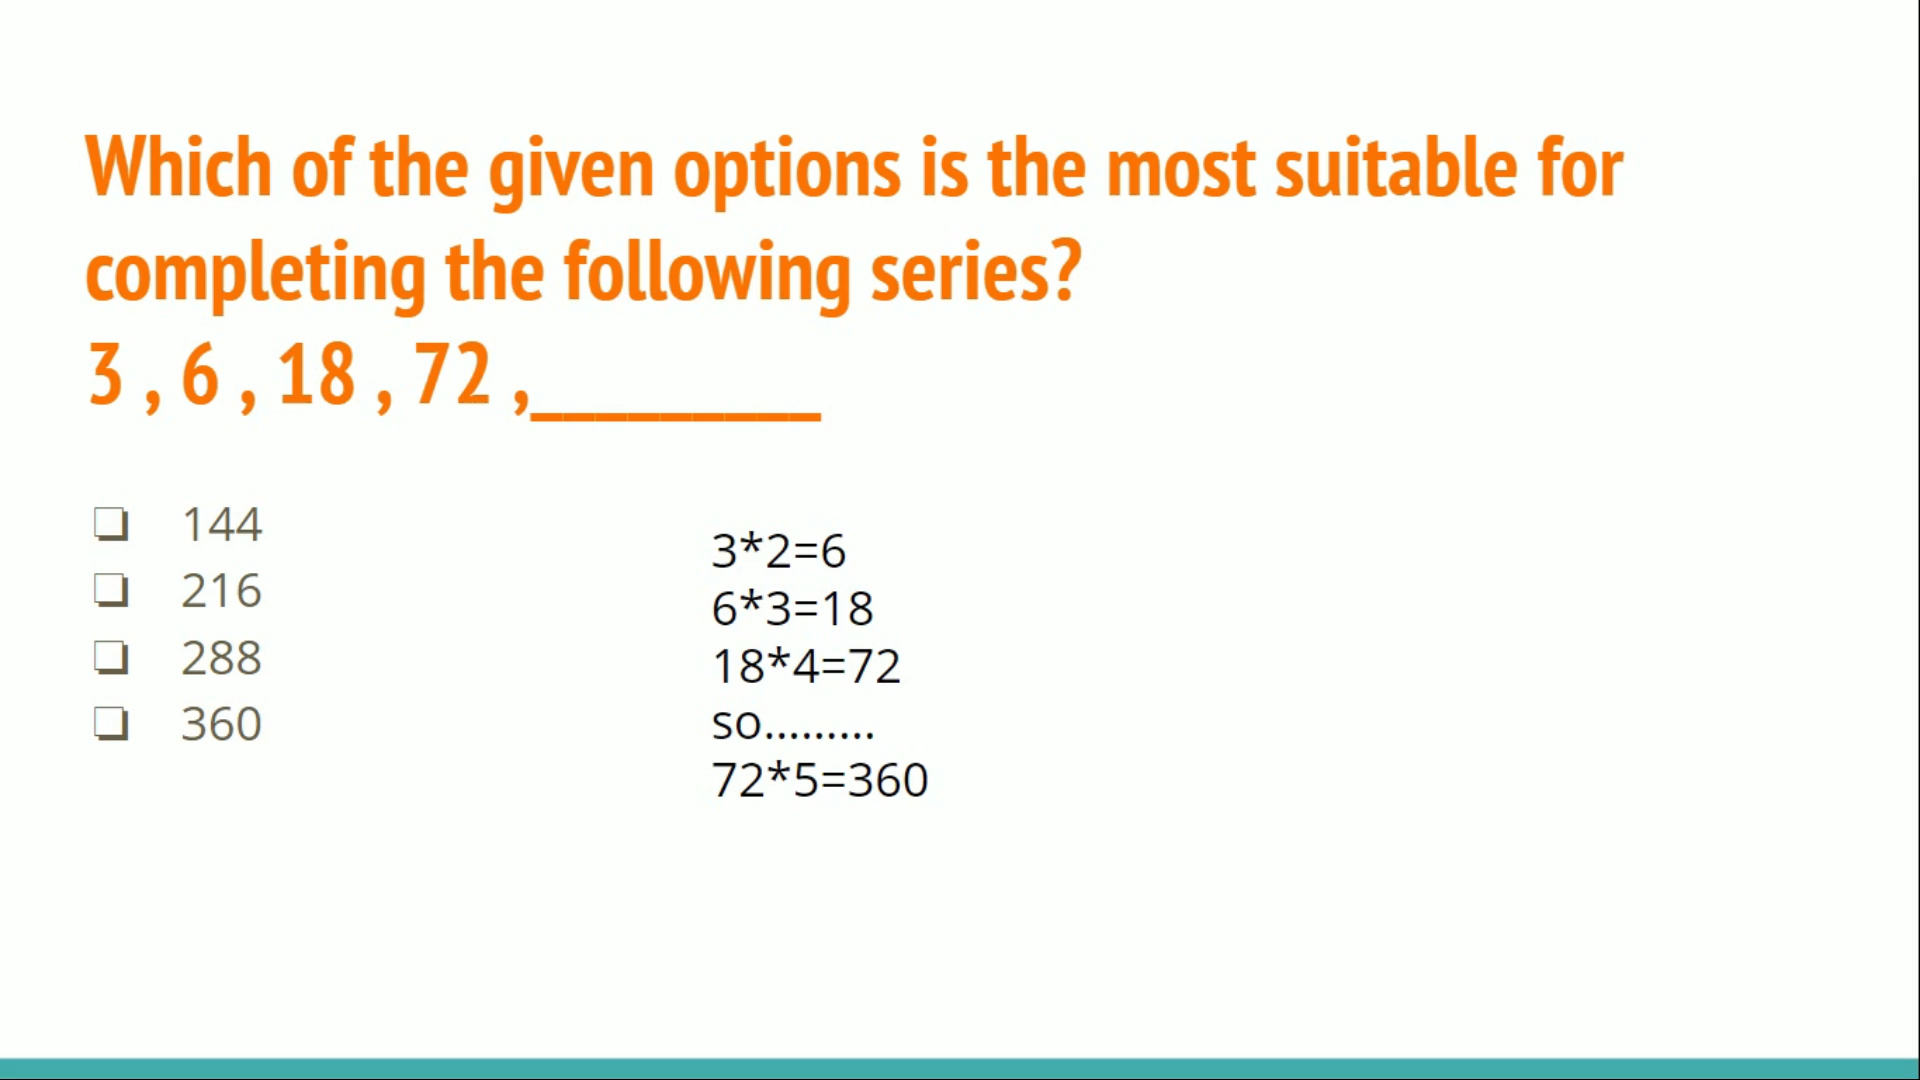 Which of the given options is the most suitable for
completing the following series?
3 , 6 , 18 , 72 ,_________
❏ 144
❏ 216
❏ 288
❏ 360
3*2=6
6*3=18
18*4=72
so.........
72*5=360